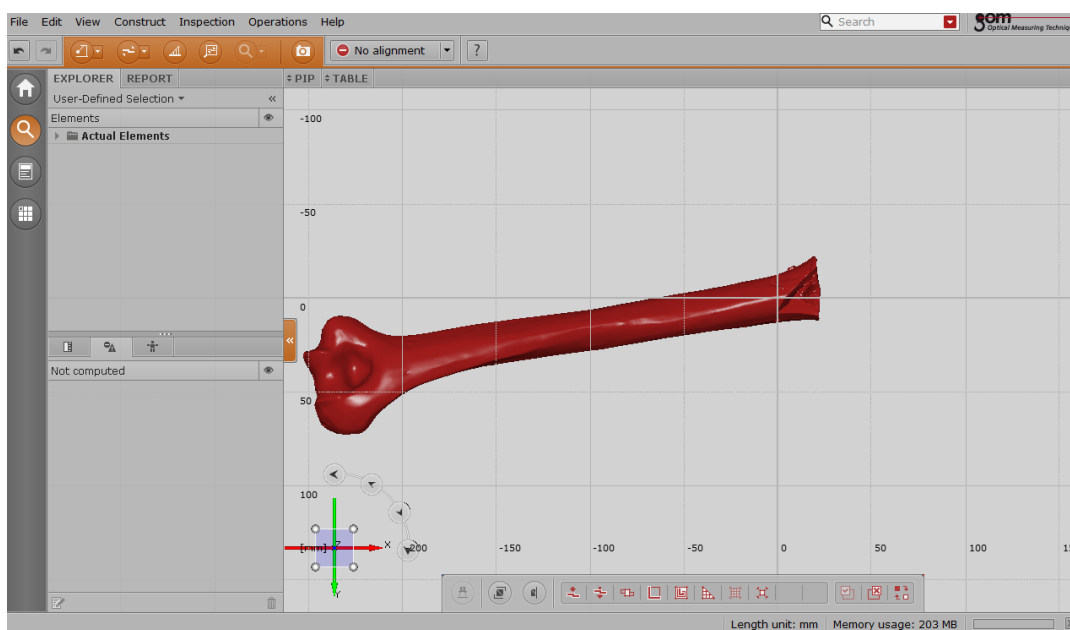 File Edit View Construct Inspection Operations Help
Search
gom
Optical Measuring Techniq
No alignment
?
EXPLORER REPORT
PIP TABLE
User-Defined Selection
Elements
Actual Elements
-100
-50
0
50
100
Not computed
[mm] Z X -200 -150 -100 -50 0 50 100 1
Y
Length unit: mm Memory usage: 203 MB